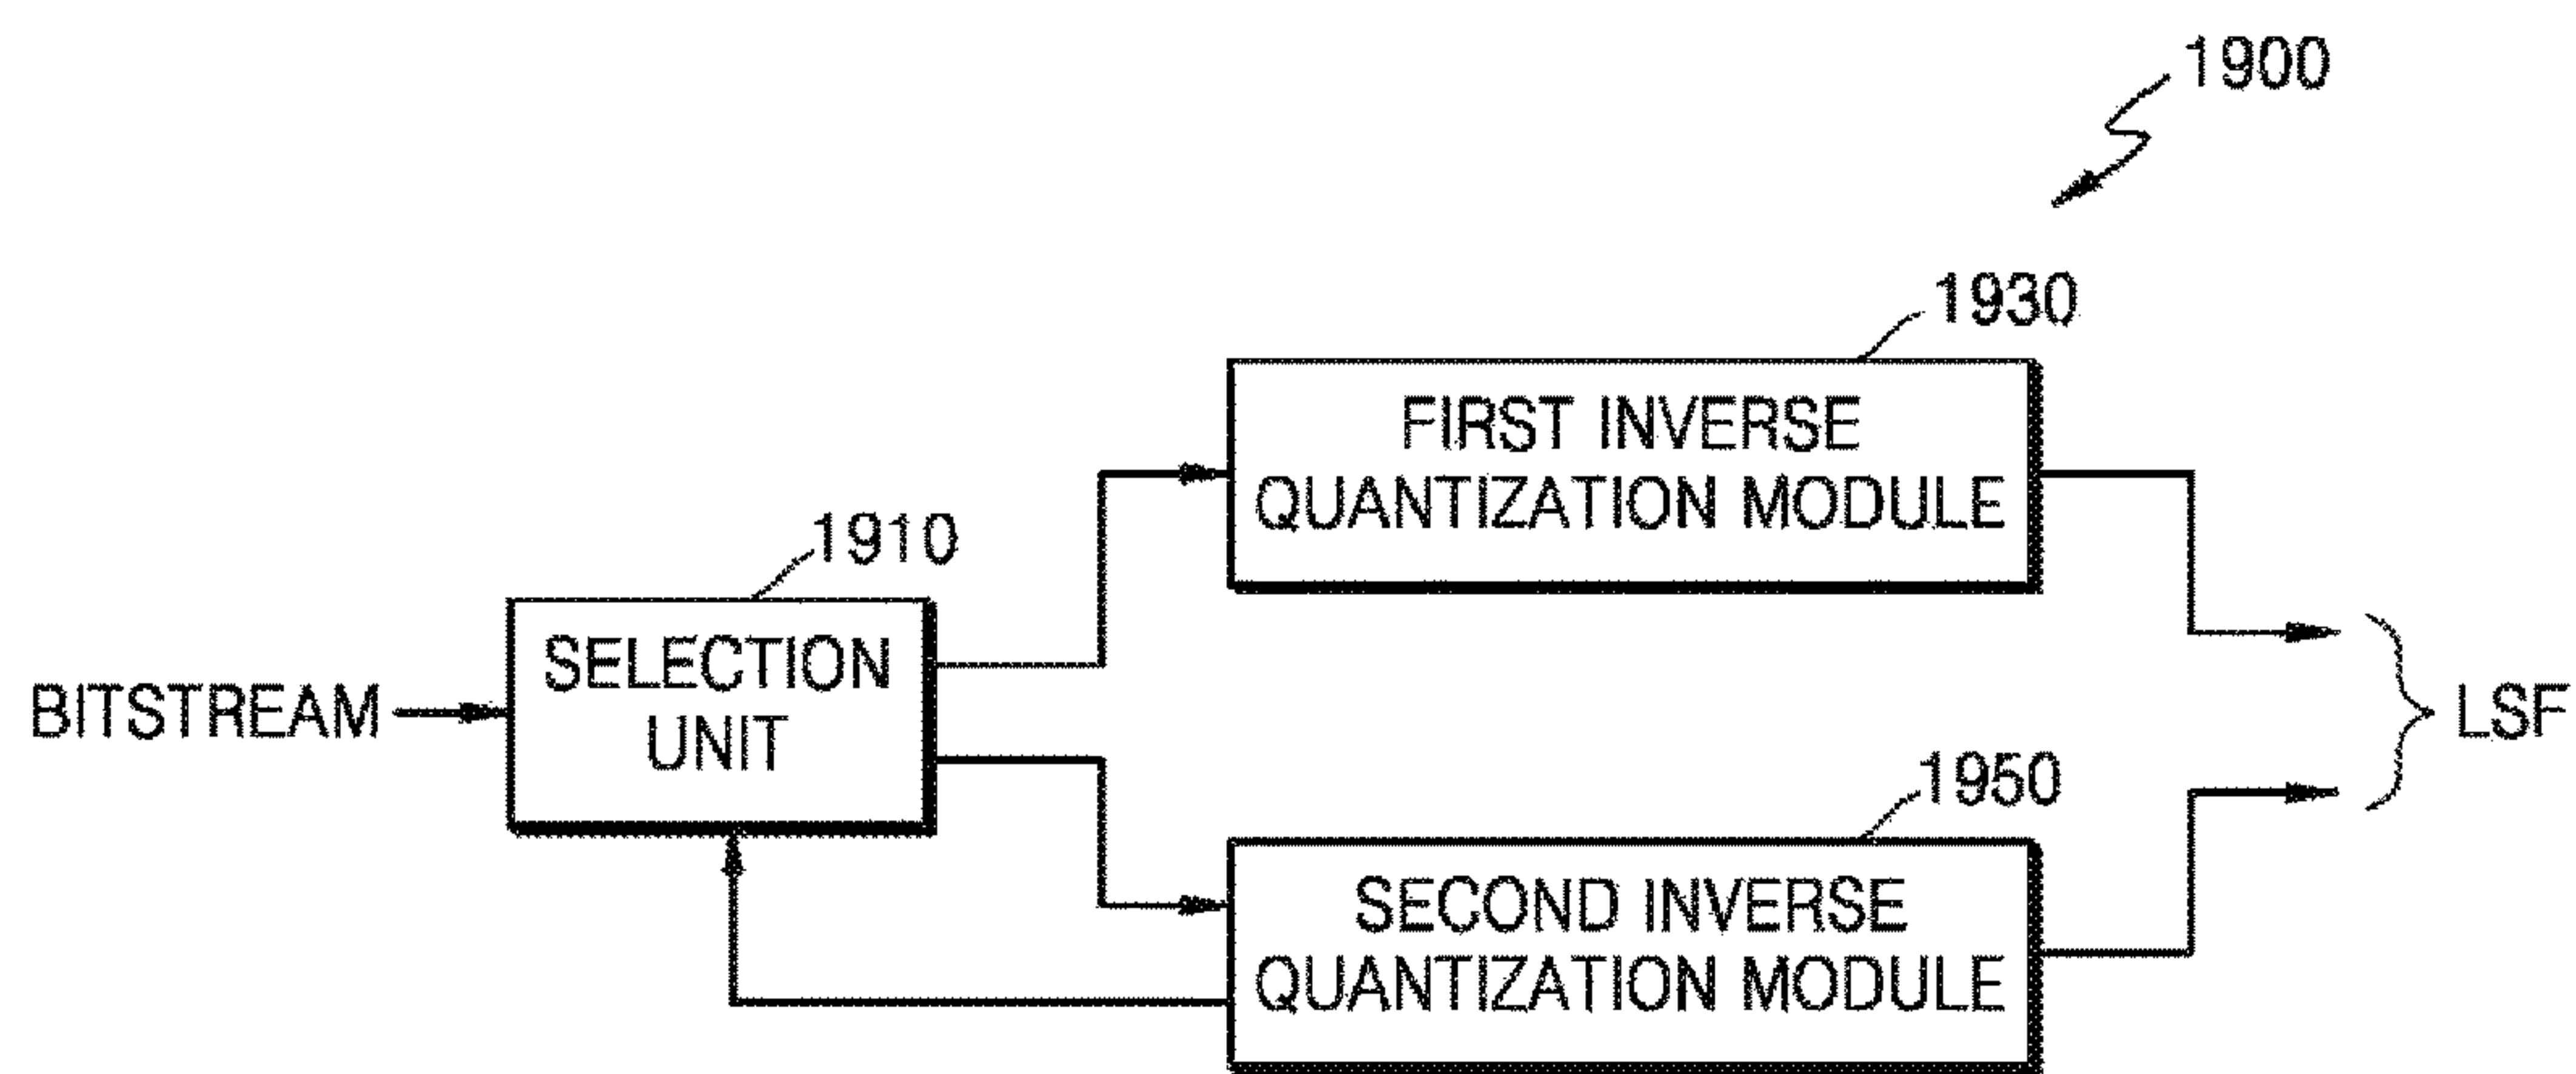 1900
1930
FIRST INVERSE
QUANTIZATION MODULE
1910
SELECTION
UNIT
BITSTREAM
LSF
1950
SECOND INVERSE
QUANTIZATION MODULE